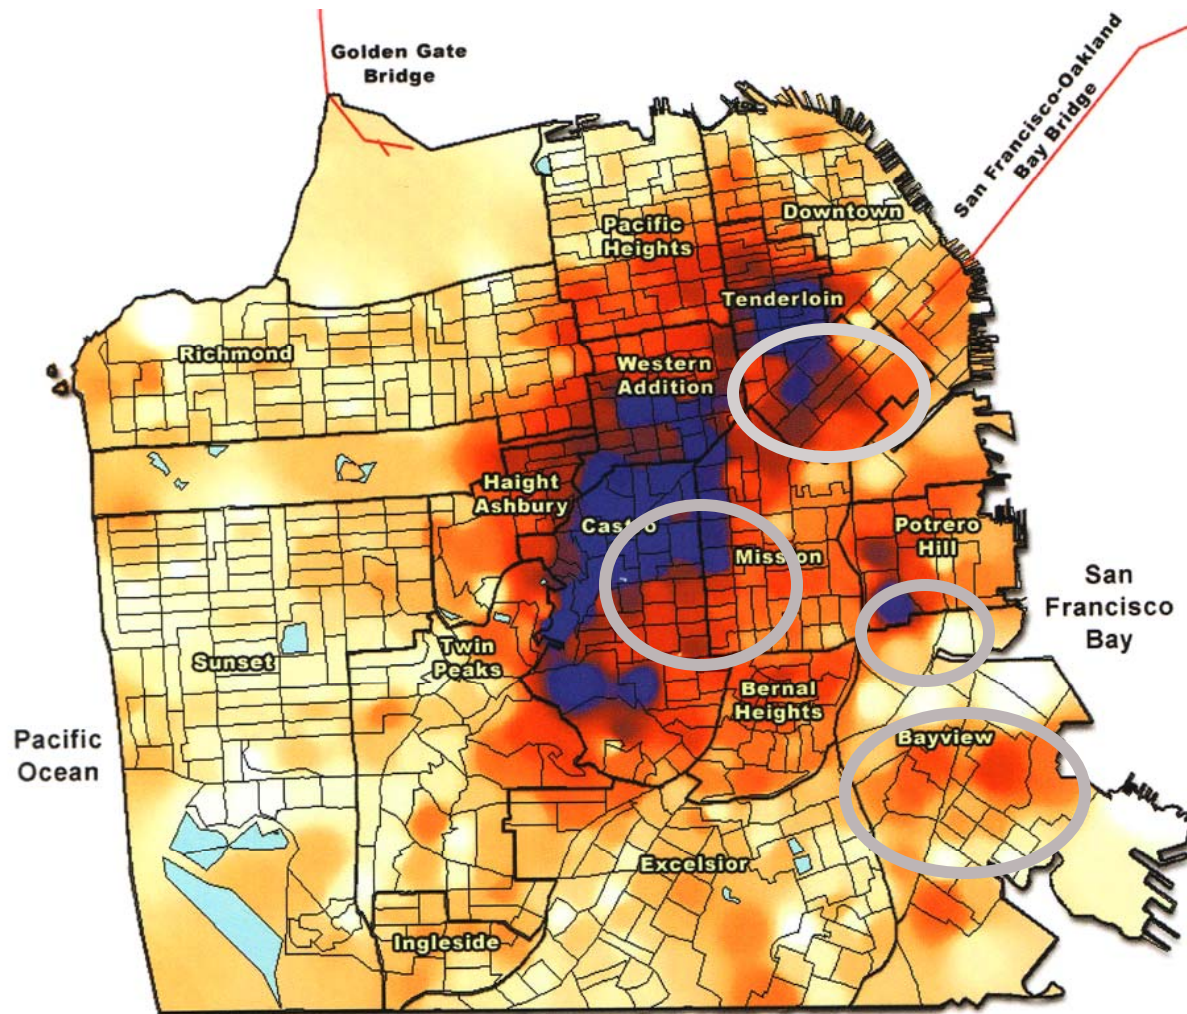 Golden Gate
Bridge
San Francisco-Oakland
Bay Bridge
Downtown
Pacific
Heights
Tenderloin
Richmond
Western
Addition
Haight
Ashbury
Castro
Mission
Potrero
Hill
San
Francisco
Bay
Sunset
Twin
Peaks
Bernal
Heights
Bayview
Pacific
Ocean
Excelsior
Ingleside